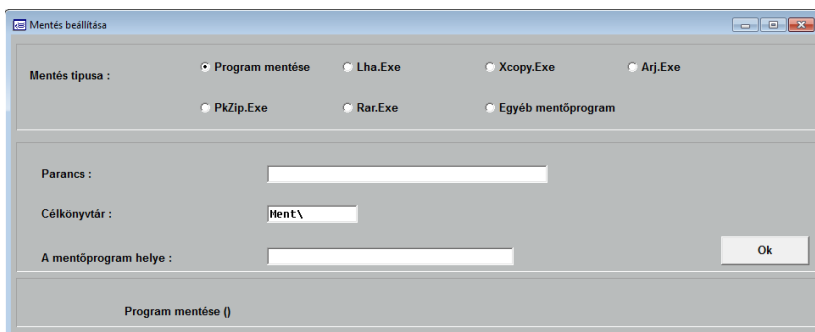 Mentés beállítása
Mentés tipusa :
Program mentése Lha.Exe Xcopy.Exe Arj.Exe
PkZip.Exe Rar.Exe Egyéb mentőprogram
Parancs :
Célkönyvtár : Ment\
A mentőprogram helye :
Ok
Program mentése ()